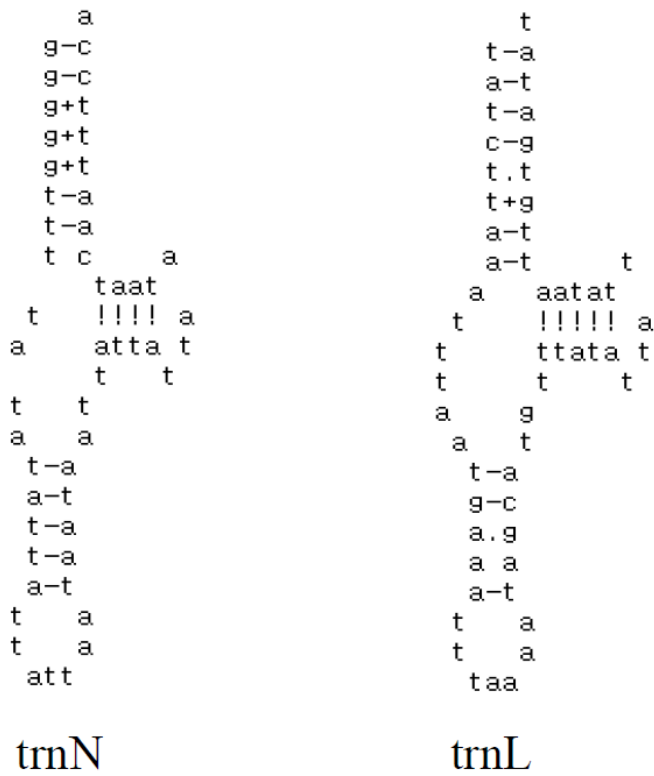 a t
g-c t-a
g-c a-t
g+t t-a
g+t c-g
g+t t.t
t-a t+g
t-a a-t
t c a a-t t
taat a aatat
t !!!! a t !!!!! a
a atta t t ttata t
t t t t t
t t a g
a a a t
t-a t-a
a-t g-c
t-a a.g
t-a a a
a-t a-t
t a t a
t a t a
att taa
trnN trnL